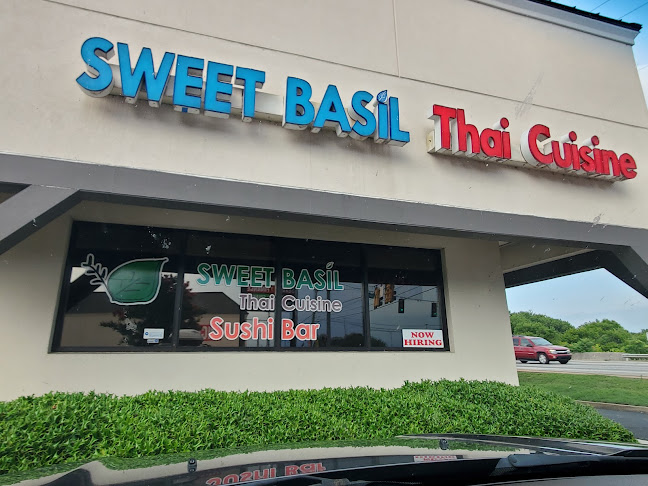 SWEET BASIL Thai Cuisine
SWEET BASIL
Thai Cuisine
Sushi Bar
NOW
HIRING